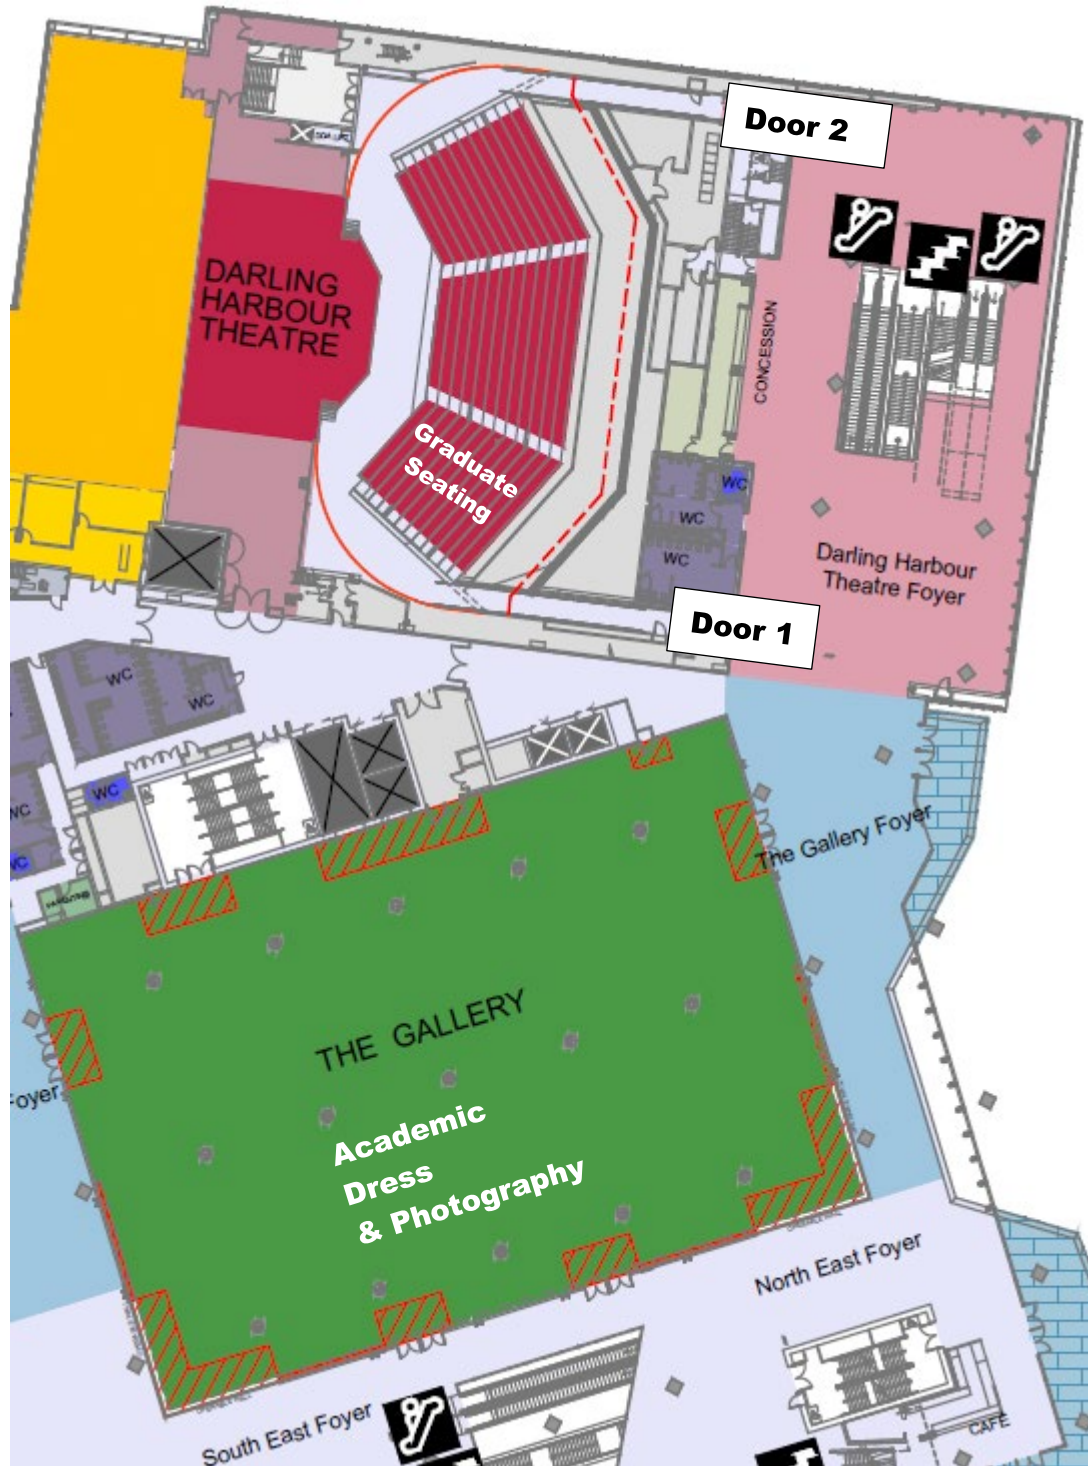 Door 2
DARLING
HARBOUR
THEATRE
CONCESSION
Graduate
Seating
WC
WC
WC
Darling Harbour
Theatre Foyer
Door 1
WC
WC
WC
WC
WC
The Gallery Foyer
THE GALLERY
Foyer
Academic
Dress
& Photography
North East Foyer
South East Foyer
CAFE